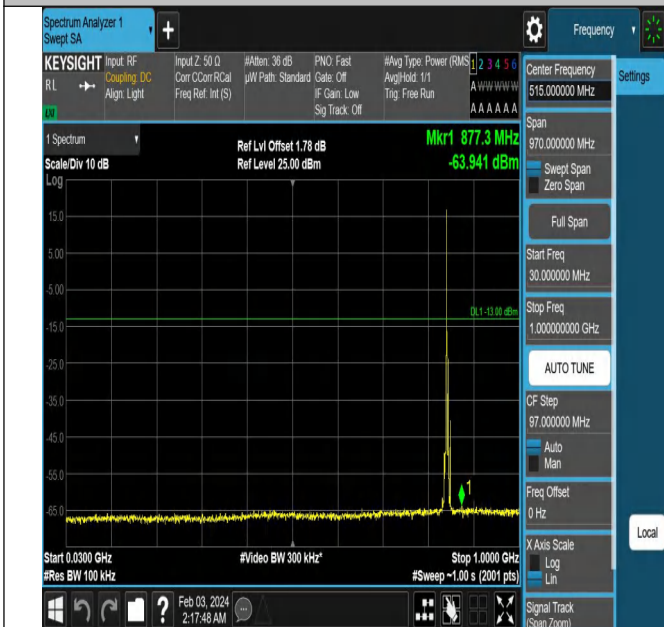 Spectrum Analyzer 1
Swept SA
+
Frequency
KEYSIGHT
RL
Input: RF
Coupling: DC
Align: Light
Input Z: 50 Ω
Corr CCorr RCal
Freq Ref: Int (S)
#Atten: 36 dB
µW Path: Standard
PNO: Fast
Gate: Off
IF Gain: Low
Sig Track: Off
#Avg Type: Power (RMS
Avg|Hold: 1/1
Trig: Free Run
1 2 3 4 5 6
A W W W W W
A A A A A A
LXI
1 Spectrum
Scale/Div 10 dB
Log
Ref Lvl Offset 1.78 dB
Ref Level 25.00 dBm
Mkr1 877.3 MHz
-63.941 dBm
15.0
5.00
-5.00
-15.0
-25.0
-35.0
-45.0
-55.0
-65.0
DL1 -13.00 dBm
1
Start 0.0300 GHz
#Res BW 100 kHz
#Video BW 300 kHz*
Stop 1.0000 GHz
#Sweep ~1.00 s (2001 pts)
Center Frequency
515.000000 MHz
Settings
Span
970.000000 MHz
Swept Span
Zero Span
Full Span
Start Freq
30.000000 MHz
Stop Freq
1.000000000 GHz
AUTO TUNE
CF Step
97.000000 MHz
Auto
Man
Freq Offset
0 Hz
X Axis Scale
Log
Lin
Local
Signal Track
(Span Zoom)
?
Feb 03, 2024
2:17:48 AM